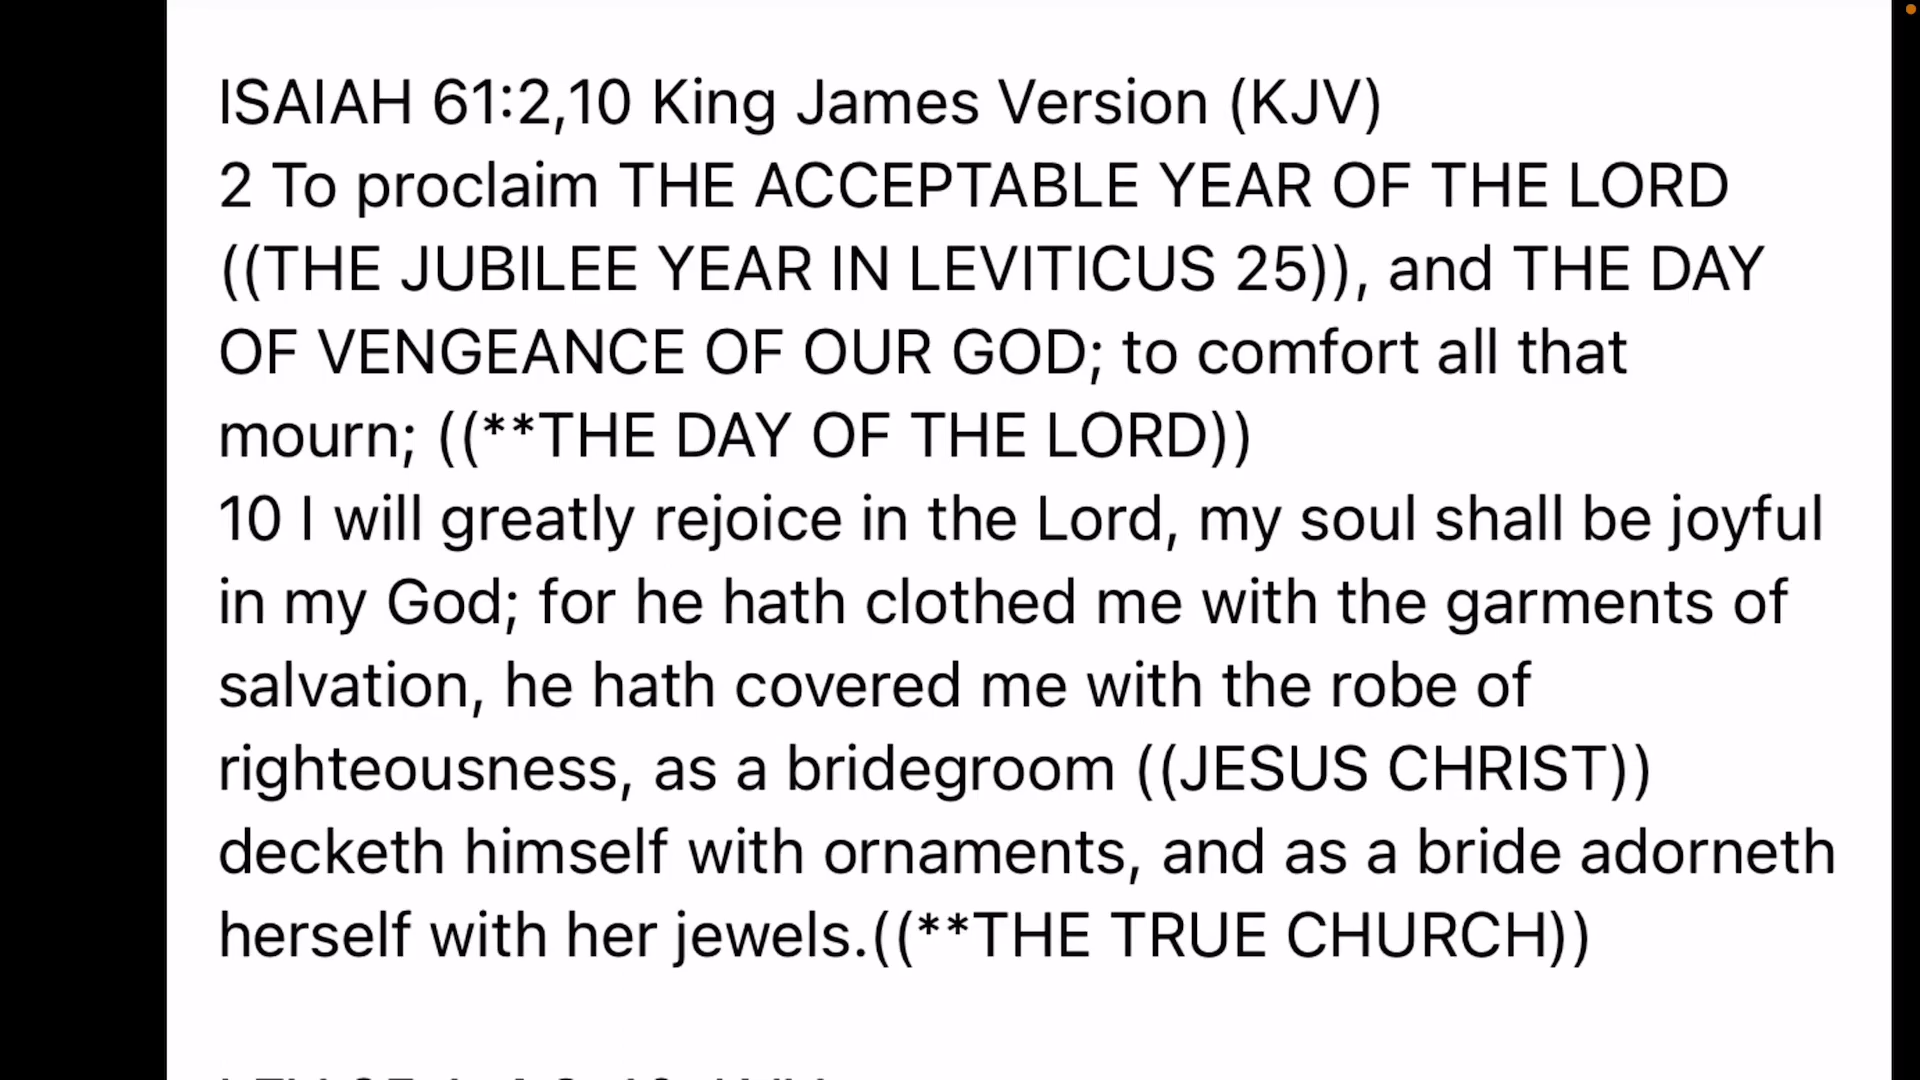 ISAIAH 61:2,10 King James Version (KJV)
2 To proclaim THE ACCEPTABLE YEAR OF THE LORD
((THE JUBILEE YEAR IN LEVITICUS 25)), and THE DAY
OF VENGEANCE OF OUR GOD; to comfort all that
mourn; ((**THE DAY OF THE LORD))
10 I will greatly rejoice in the Lord, my soul shall be joyful
in my God; for he hath clothed me with the garments of
salvation, he hath covered me with the robe of
righteousness, as a bridegroom ((JESUS CHRIST))
decketh himself with ornaments, and as a bride adorneth
herself with her jewels.((**THE TRUE CHURCH))